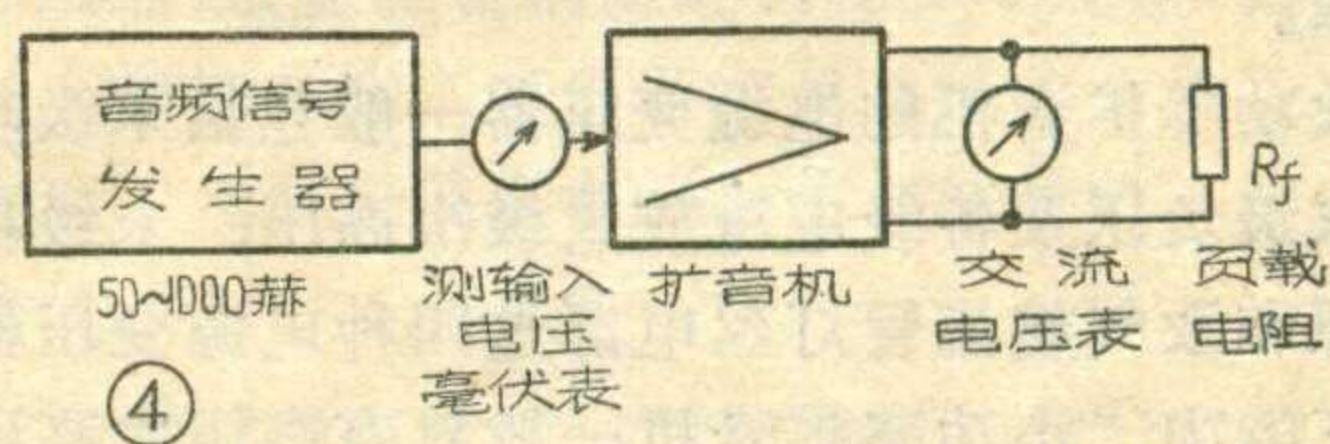 音频信号
发生器
50~1000赫
测输入
电压
毫伏表
扩音机
交流
电压表
Rf
负载
电阻
④